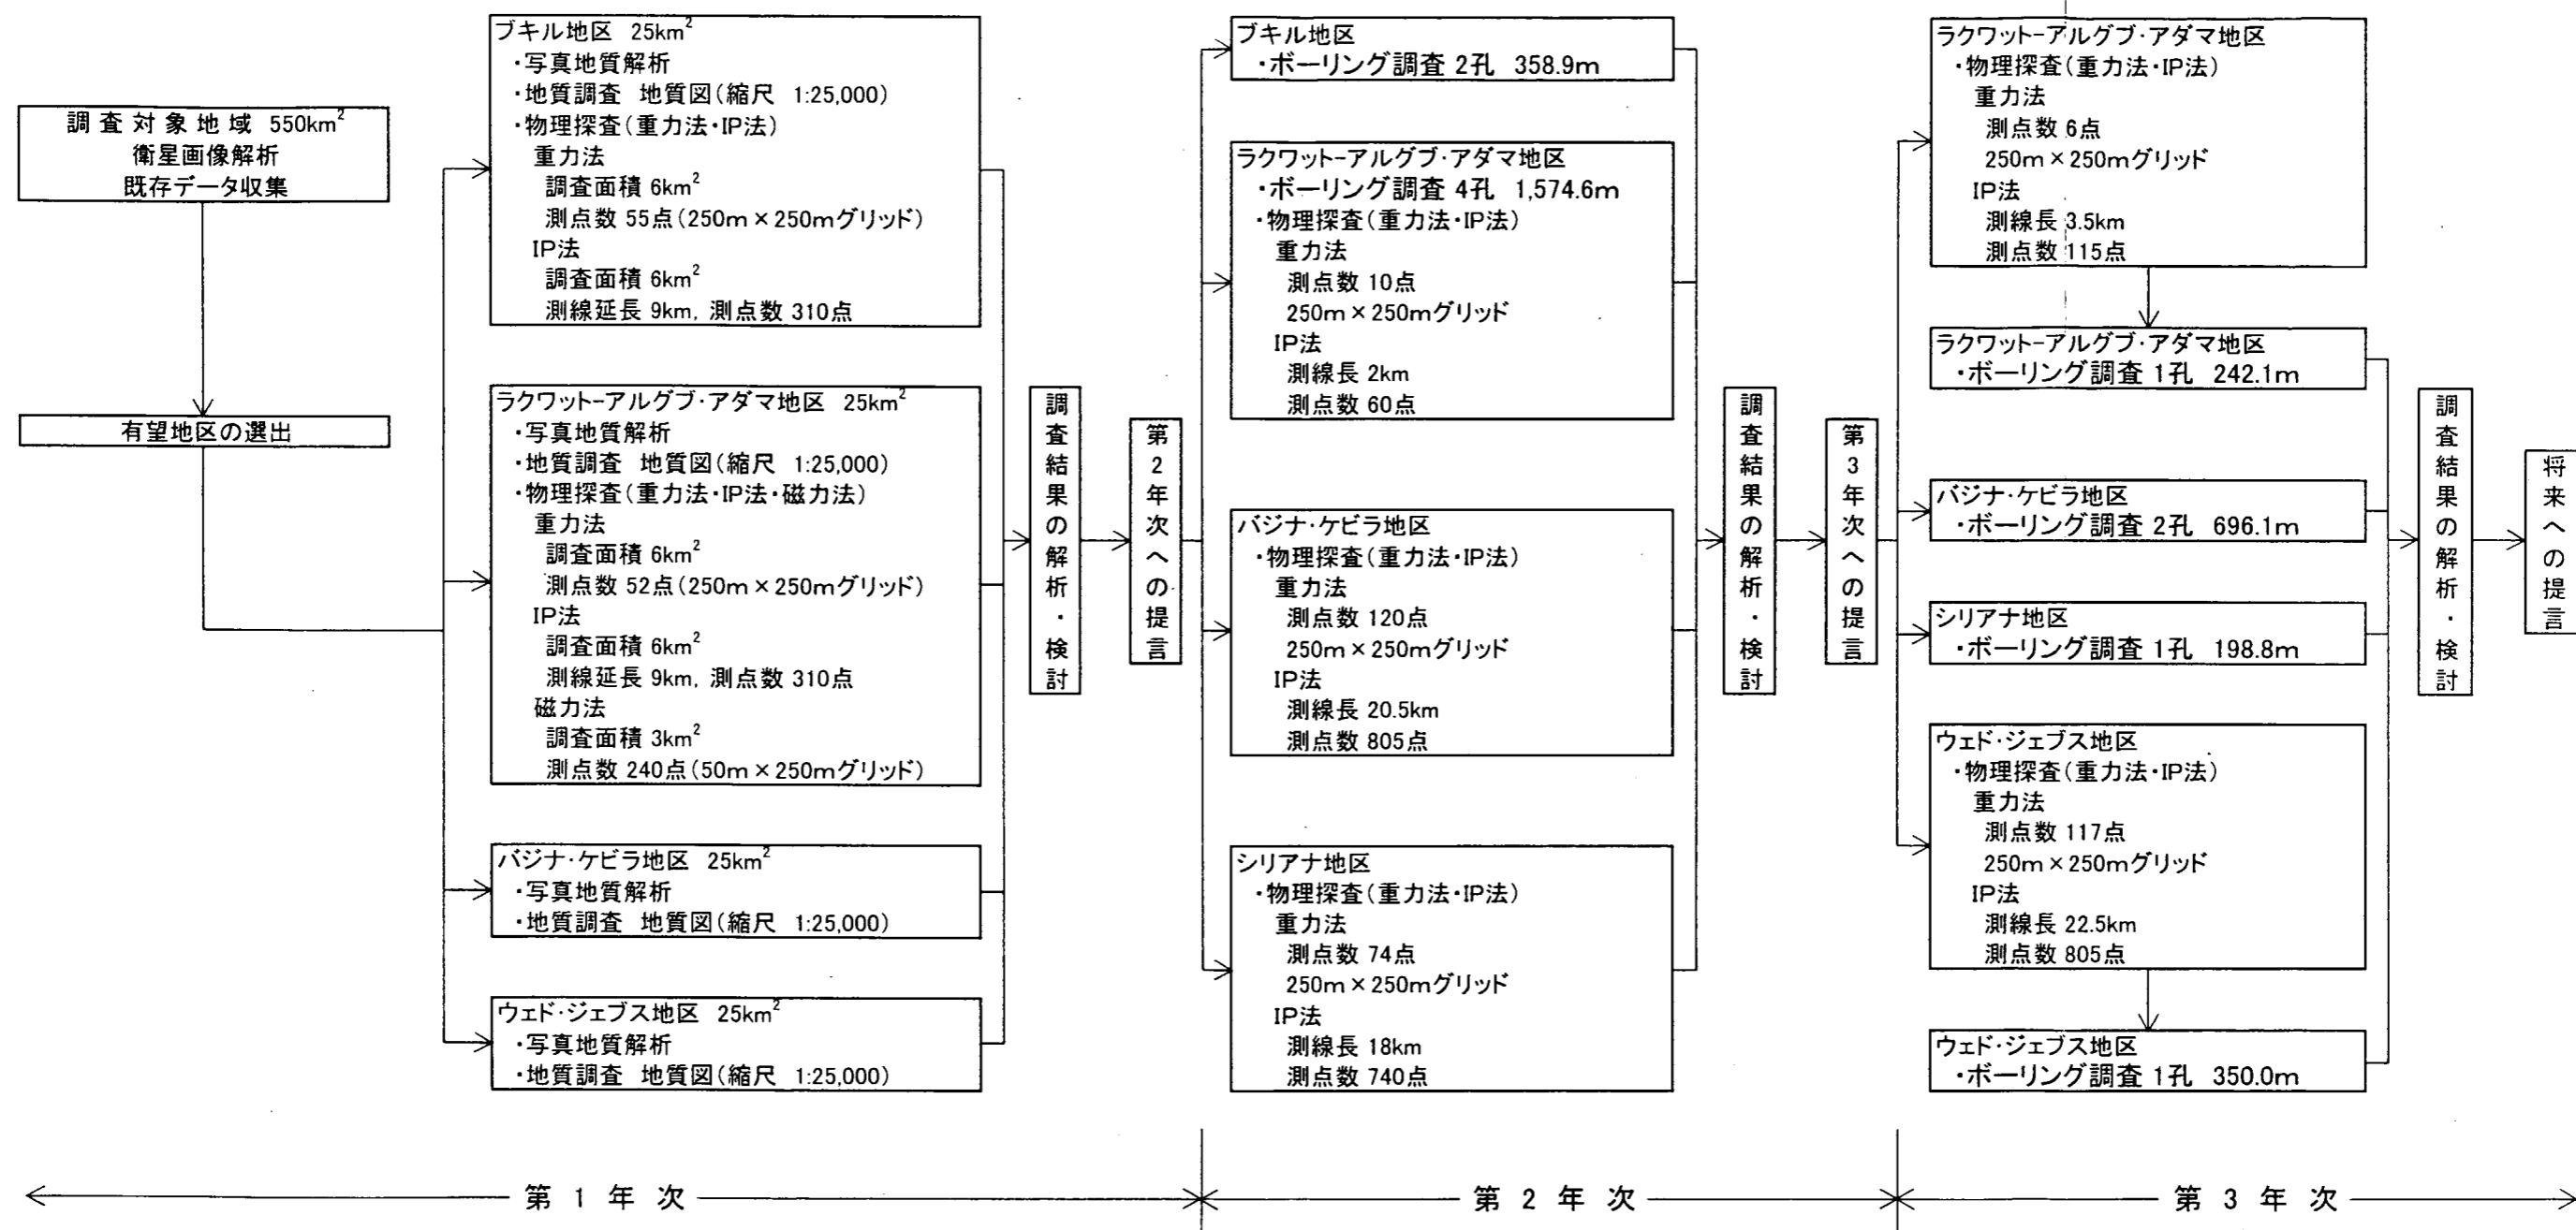 調査対象地域 550km²
衛星画像解析
既存データ収集
有望地区の選出
ブキル地区 25km²
・写真地質解析
・地質調査 地質図(縮尺 1:25,000)
・物理探査(重力法・IP法)
重力法
調査面積 6km²
測点数 55点(250m×250mグリッド)
IP法
調査面積 6km²
測線延長 9km, 測点数 310点
ラクワット-アルグブ・アダマ地区 25km²
・写真地質解析
・地質調査 地質図(縮尺 1:25,000)
・物理探査(重力法・IP法・磁力法)
重力法
調査面積 6km²
測点数 52点(250m×250mグリッド)
IP法
調査面積 6km²
測線延長 9km, 測点数 310点
磁力法
調査面積 3km²
測点数 240点(50m×250mグリッド)
バジナ・ケビラ地区 25km²
・写真地質解析
・地質調査 地質図(縮尺 1:25,000)
ウェド・ジェブス地区 25km²
・写真地質解析
・地質調査 地質図(縮尺 1:25,000)
調査結果の解析・検討
第2年次への提言
ブキル地区
・ボーリング調査 2孔 358.9m
ラクワット-アルグブ・アダマ地区
・ボーリング調査 4孔 1,574.6m
・物理探査(重力法・IP法)
重力法
測点数 10点
250m×250mグリッド
IP法
測線長 2km
測点数 60点
バジナ・ケビラ地区
・物理探査(重力法・IP法)
重力法
測点数 120点
250m×250mグリッド
IP法
測線長 20.5km
測点数 805点
シリアナ地区
・物理探査(重力法・IP法)
重力法
測点数 74点
250m×250mグリッド
IP法
測線長 18km
測点数 740点
調査結果の解析・検討
第3年次への提言
ラクワット-アルグブ・アダマ地区
・物理探査(重力法・IP法)
重力法
測点数 6点
250m×250mグリッド
IP法
測線長 3.5km
測点数 115点
ラクワット-アルグブ・アダマ地区
・ボーリング調査 1孔 242.1m
バジナ・ケビラ地区
・ボーリング調査 2孔 696.1m
シリアナ地区
・ボーリング調査 1孔 198.8m
ウェド・ジェブス地区
・物理探査(重力法・IP法)
重力法
測点数 117点
250m×250mグリッド
IP法
測線長 22.5km
測点数 805点
ウェド・ジェブス地区
・ボーリング調査 1孔 350.0m
調査結果の解析・検討
将来への提言
第1年次
第2年次
第3年次